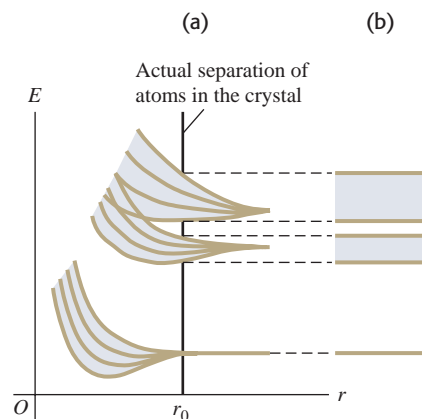 (a)
(b)
Actual separation of
atoms in the crystal
E
O
r₀
r